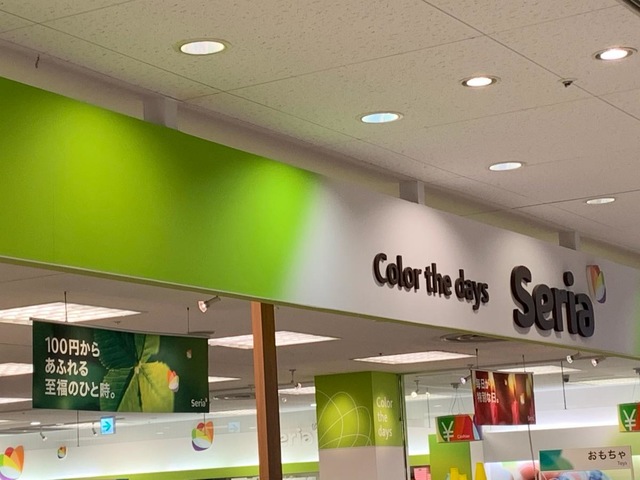 Color the days
Seria
100円から
あふれる
至福のひと時。
Seria
Color
the
days
毎日が
特別な日。
¥
¥
おもちゃ
Toys